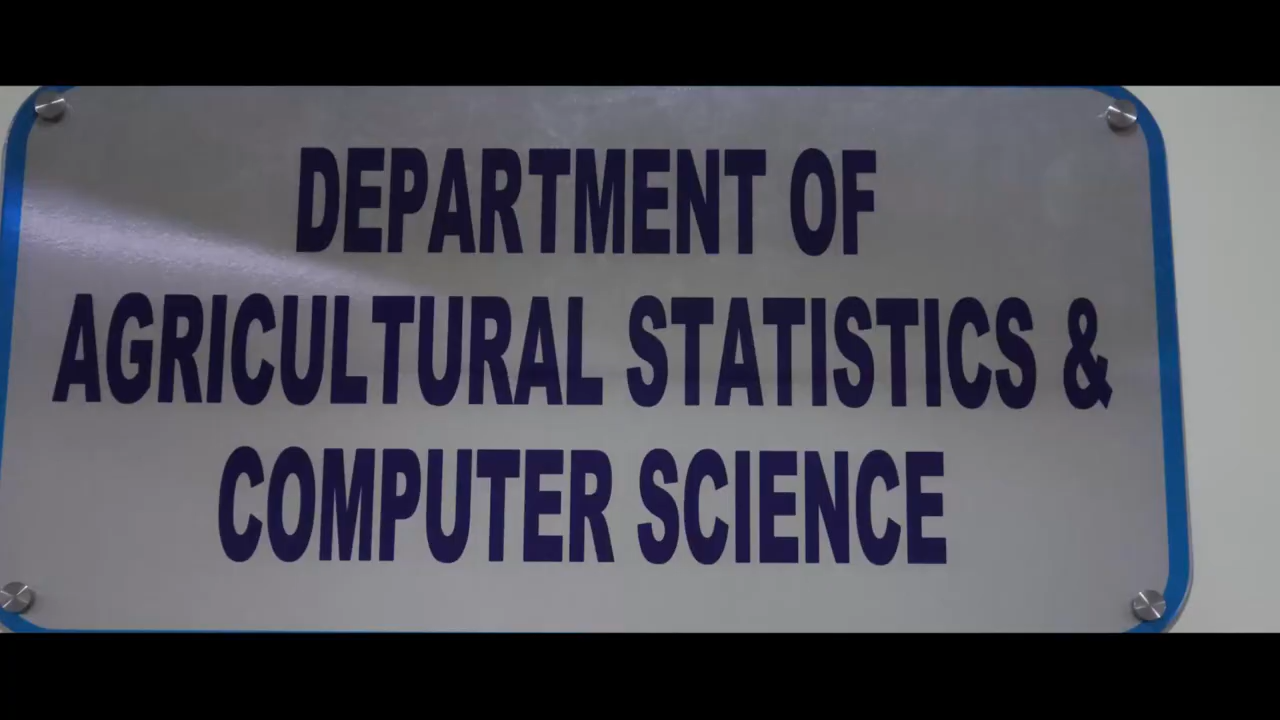 DEPARTMENT OF
AGRICULTURAL STATISTICS &
COMPUTER SCIENCE